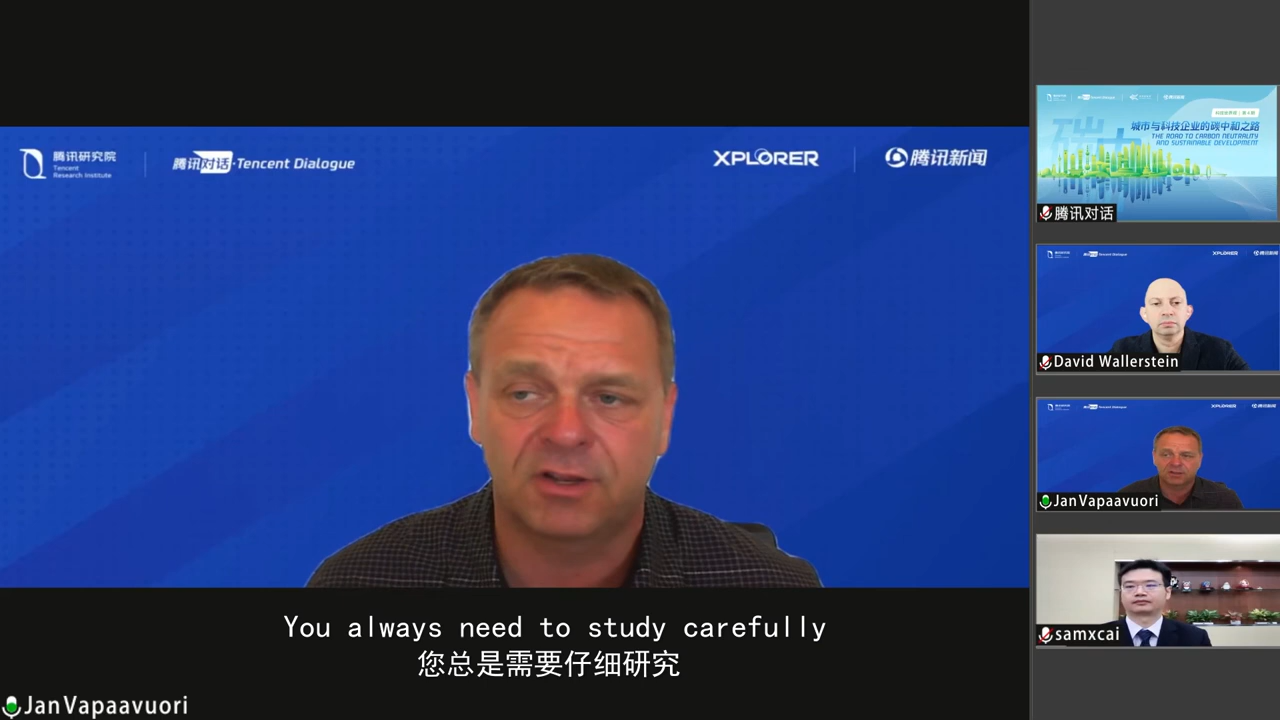 腾讯研究院
Tencent
Research Institute
腾讯对话·Tencent Dialogue
XPLORER
腾讯新闻
You always need to study carefully
您总是需要仔细研究
JanVapaavuori
城市与科技企业的碳中和之路
THE ROAD TO CARBON NEUTRALITY
AND SUSTAINABLE DEVELOPMENT
腾讯对话
XPLORER
David Wallerstein
XPLORER
JanVapaavuori
samxcai